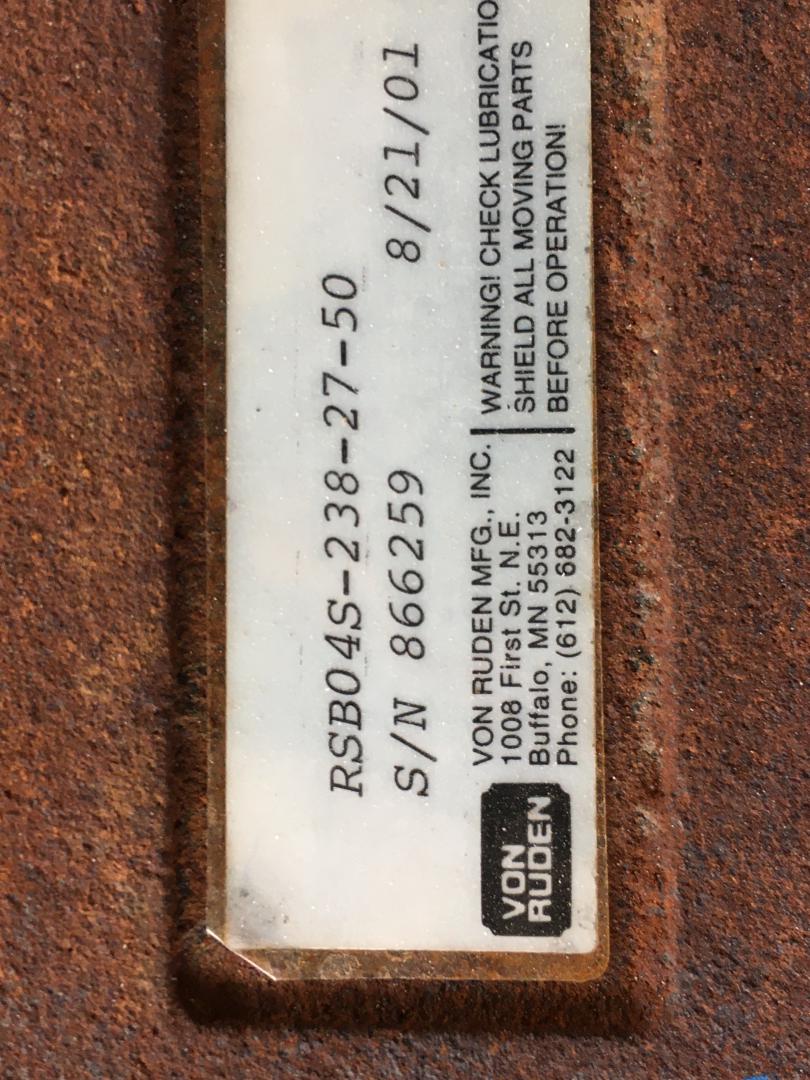 RSB04S-238-27-50
S/N 866259 8/21/01
VON RUDEN MFG., INC.
1008 First St. N.E.
Buffalo, MN 55313
Phone: (612) 682-3122
WARNING! CHECK LUBRICATIO
SHIELD ALL MOVING PARTS
BEFORE OPERATION!
VON
RUDEN